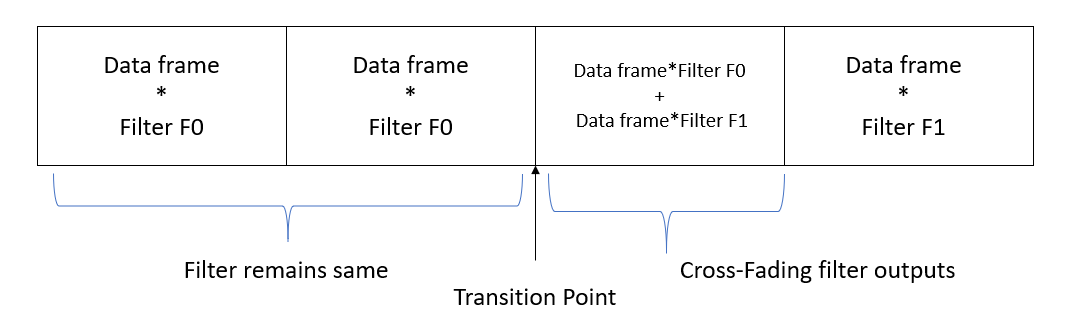 Data frame
*
Filter F0
Data frame
*
Filter F0
Data frame*Filter F0
+
Data frame*Filter F1
Data frame
*
Filter F1
Filter remains same
Transition Point
Cross-Fading filter outputs